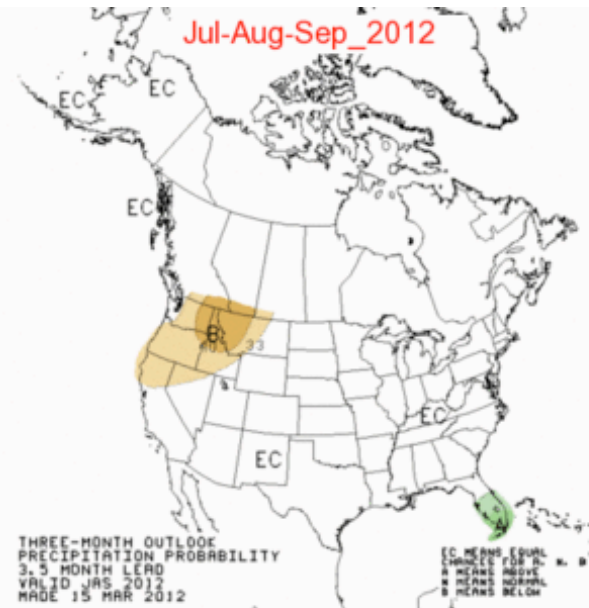 Jul-Aug-Sep_2012
EC
EC
EC
B
40
33
EC
EC
A
THREE-MONTH OUTLOOK
PRECIPITATION PROBABILITY
3.5 MONTH LEAD
VALID JAS 2012
MADE 15 MAR 2012
EC MEANS EQUAL
CHANCES FOR A, N, B
A MEANS ABOVE
N MEANS NORMAL
B MEANS BELOW